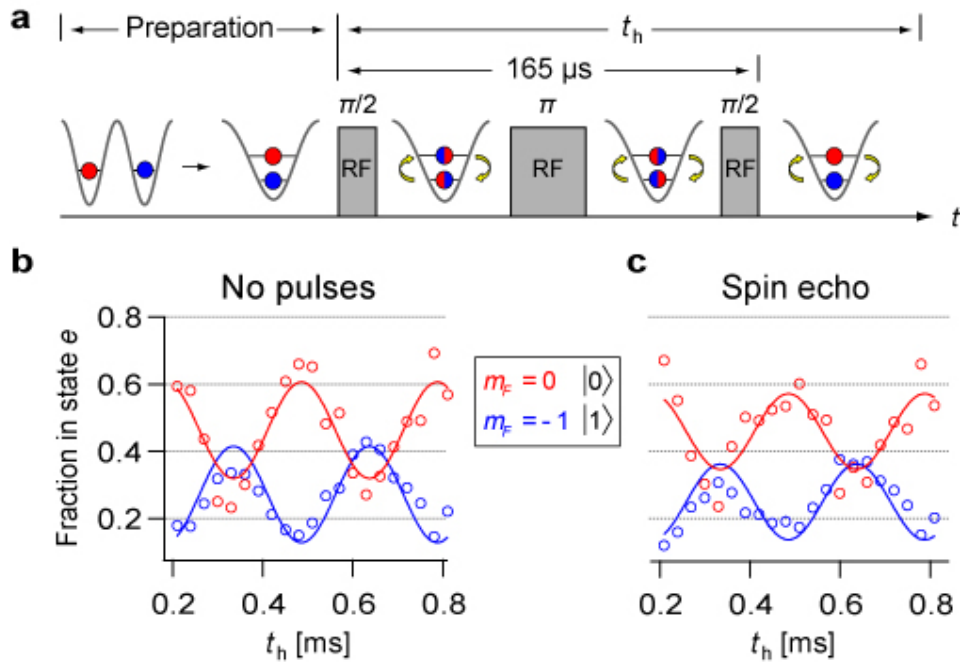 a
Preparation
t_h
165 μs
π/2 π π/2
RF RF RF
t
b
No pulses
c
Spin echo
Fraction in state e
0.8
0.6
0.4
0.2
m_F = 0 |0⟩
m_F = -1 |1⟩
0.2 0.4 0.6 0.8
t_h [ms]
0.2 0.4 0.6 0.8
t_h [ms]